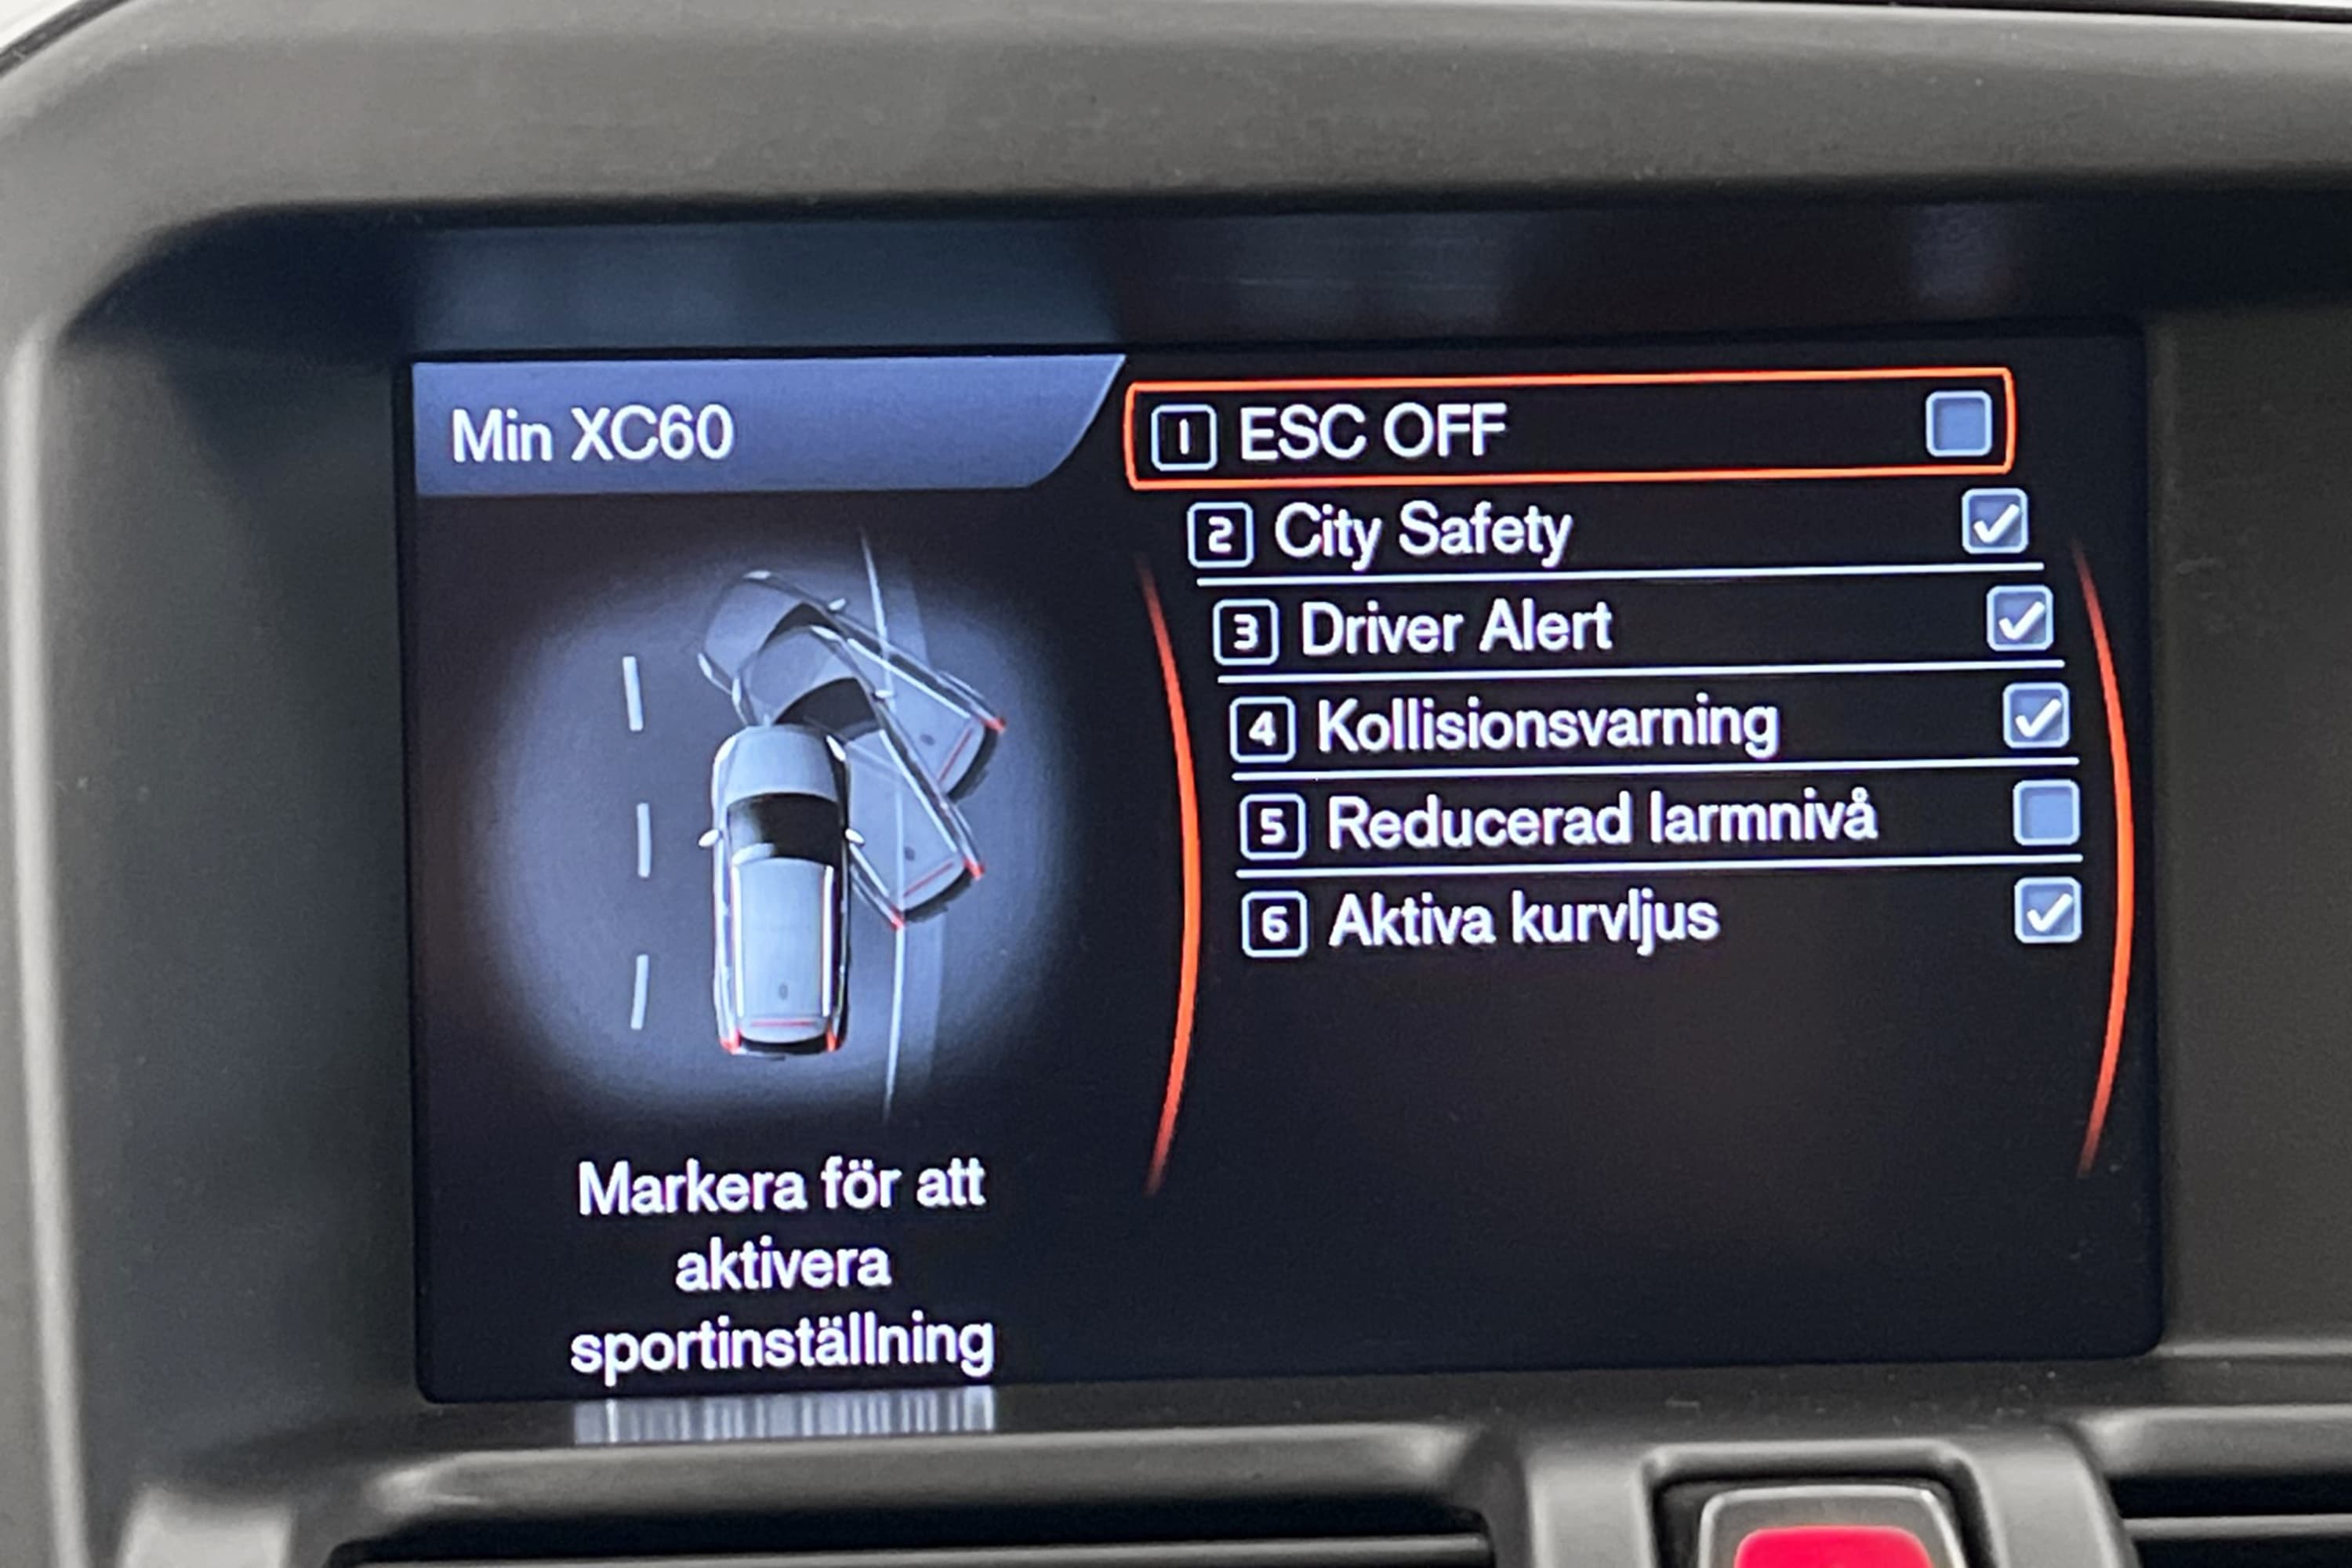 Min XC60
1 ESC OFF
2 City Safety
3 Driver Alert
4 Kollisionsvarning
5 Reducerad larmnivå
6 Aktiva kurvljus
Markera för att
aktivera
sportinställning